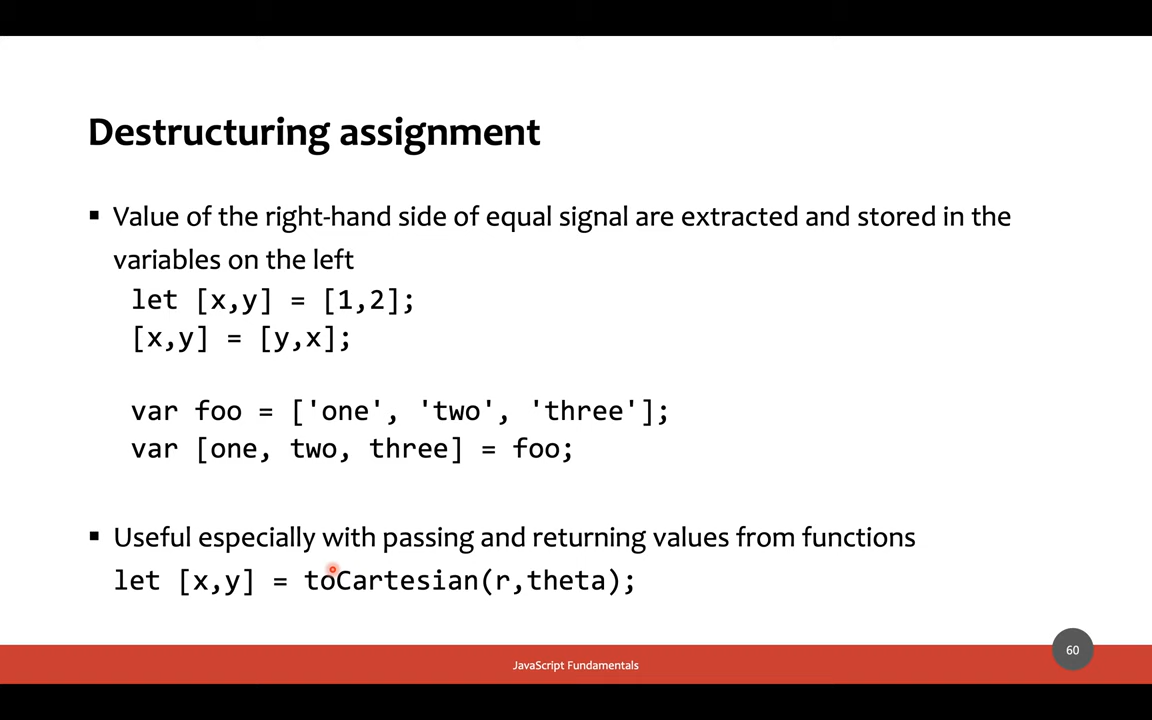 Destructuring assignment
▪ Value of the right-hand side of equal signal are extracted and stored in the
variables on the left
let [x,y] = [1,2];
[x,y] = [y,x];
var foo = ['one', 'two', 'three'];
var [one, two, three] = foo;
▪ Useful especially with passing and returning values from functions
let [x,y] = toCartesian(r,theta);
60
JavaScript Fundamentals